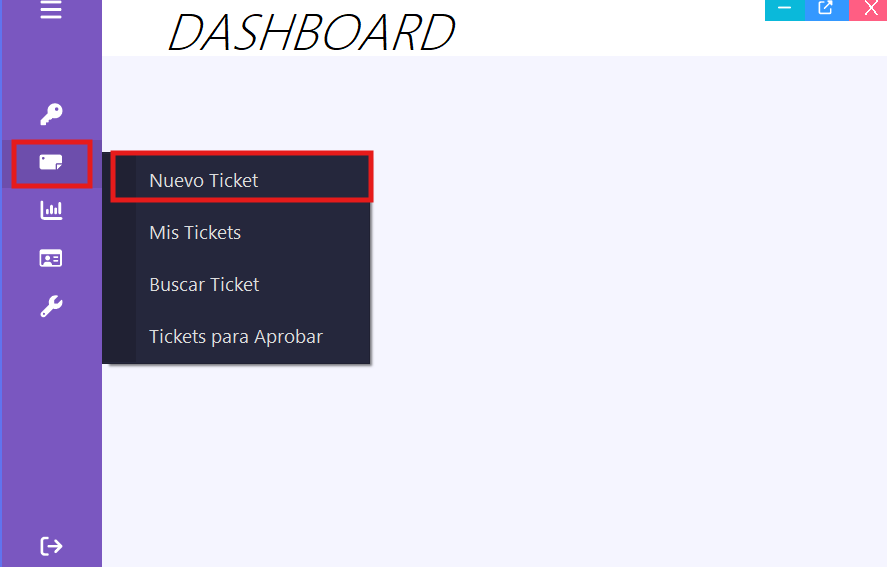 DASHBOARD
Nuevo Ticket
Mis Tickets
Buscar Ticket
Tickets para Aprobar